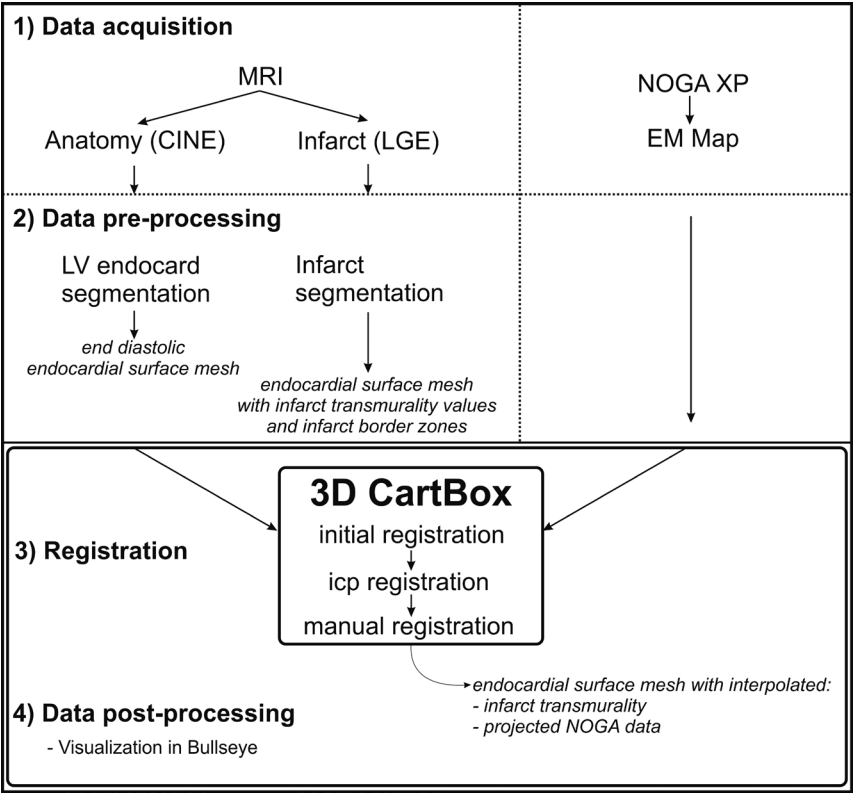 1) Data acquisition
MRI
Anatomy (CINE)
Infarct (LGE)
NOGA XP
EM Map
2) Data pre-processing
LV endocard
segmentation
end diastolic
endocardial surface mesh
Infarct
segmentation
endocardial surface mesh
with infarct transmurality values
and infarct border zones
3D CartBox
initial registration
icp registration
manual registration
3) Registration
endocardial surface mesh with interpolated:
- infarct transmurality
- projected NOGA data
4) Data post-processing
- Visualization in Bullseye